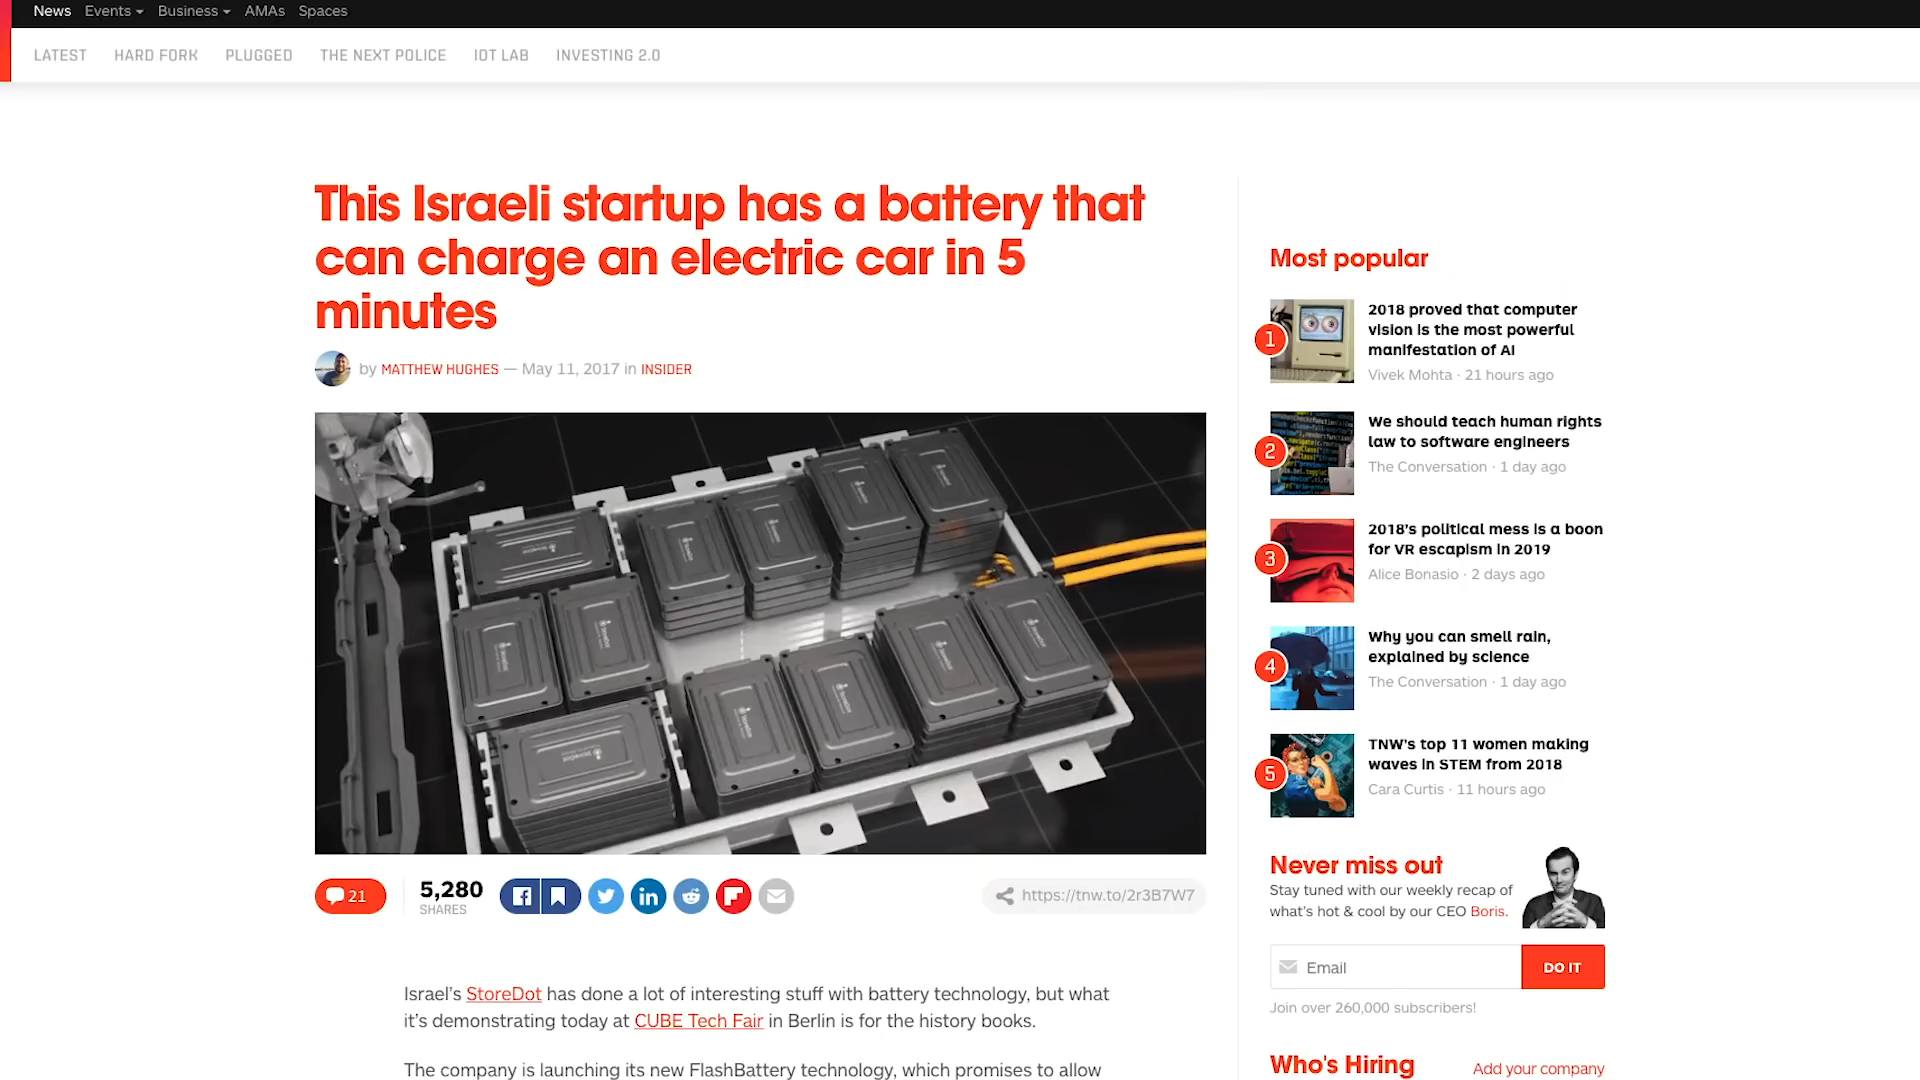 News Events Business AMAs Spaces
LATEST HARD FORK PLUGGED THE NEXT POLICE IOT LAB INVESTING 2.0
This Israeli startup has a battery that
can charge an electric car in 5
minutes
by MATTHEW HUGHES — May 11, 2017 in INSIDER
StoreDot
21
5,280
SHARES
https://tnw.to/2r3B7W7
Israel's StoreDot has done a lot of interesting stuff with battery technology, but what
it's demonstrating today at CUBE Tech Fair in Berlin is for the history books.
The company is launching its new FlashBattery technology, which promises to allow
Most popular
1
2018 proved that computer
vision is the most powerful
manifestation of AI
Vivek Mohta · 21 hours ago
2
We should teach human rights
law to software engineers
The Conversation · 1 day ago
3
2018's political mess is a boon
for VR escapism in 2019
Alice Bonasio · 2 days ago
4
Why you can smell rain,
explained by science
The Conversation · 1 day ago
5
TNW's top 11 women making
waves in STEM from 2018
Cara Curtis · 11 hours ago
Never miss out
Stay tuned with our weekly recap of
what's hot & cool by our CEO Boris.
Email DO IT
Join over 260,000 subscribers!
Who's Hiring Add your company